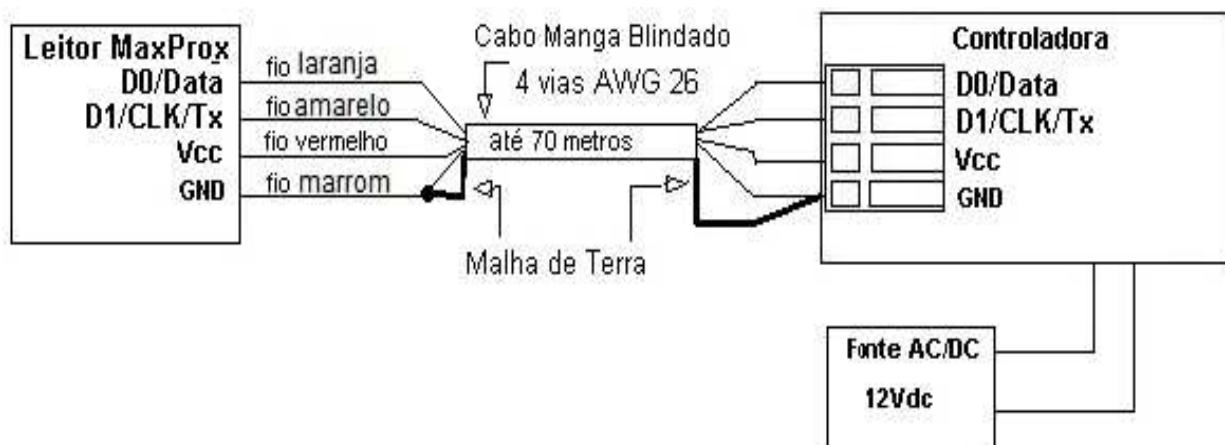 Leitor MaxProx
D0/Data
D1/CLK/Tx
Vcc
GND
fio laranja
fio amarelo
fio vermelho
fio marrom
Cabo Manga Blindado
4 vias AWG 26
até 70 metros
Malha de Terra
Controladora
D0/Data
D1/CLK/Tx
Vcc
GND
Fonte AC/DC
12Vdc